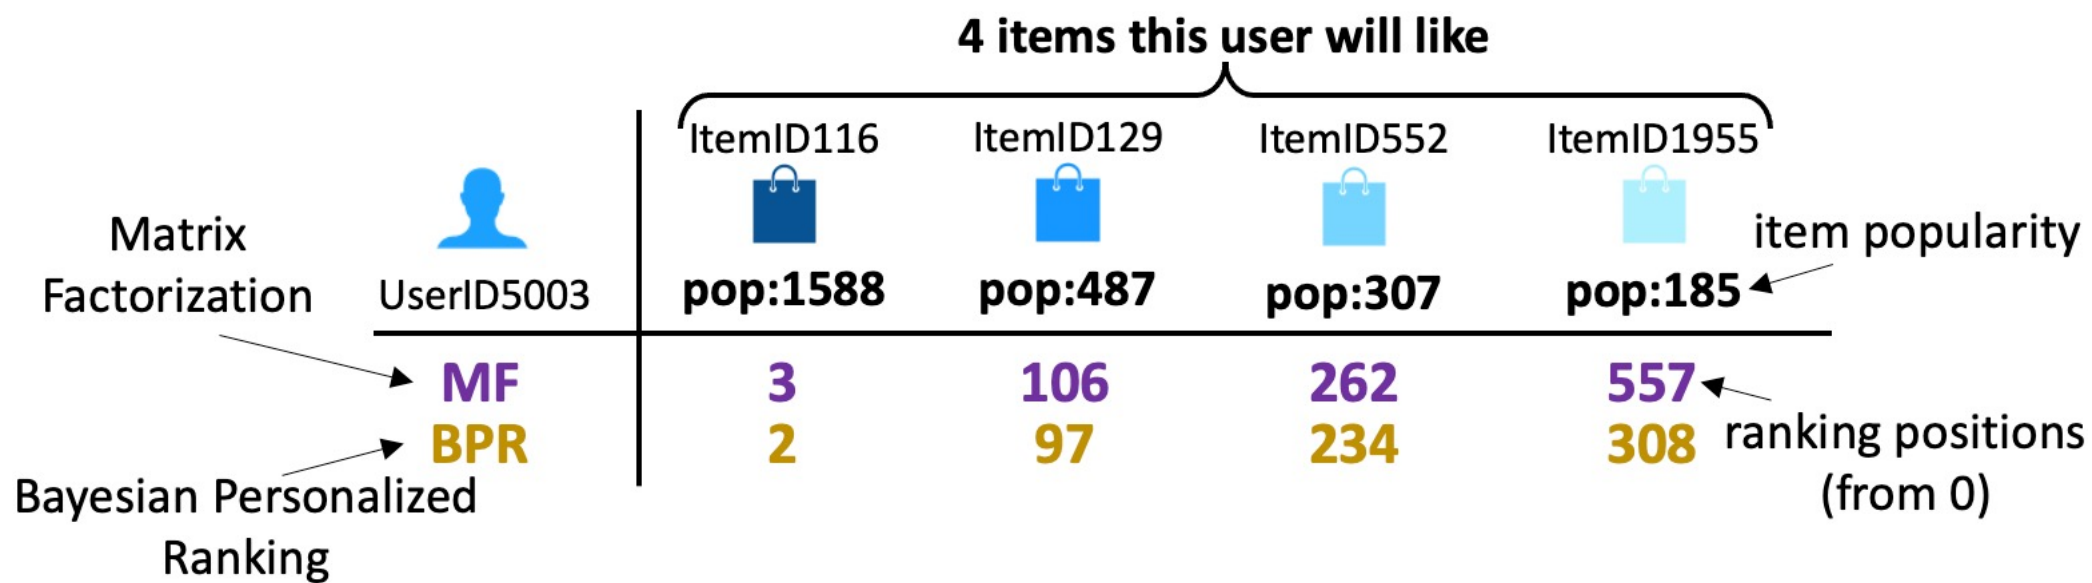 4 items this user will like
ItemID116 ItemID129 ItemID552 ItemID1955
Matrix
Factorization
UserID5003
pop:1588 pop:487 pop:307 pop:185
item popularity
MF 3 106 262 557
BPR 2 97 234 308
ranking positions
(from 0)
Bayesian Personalized
Ranking